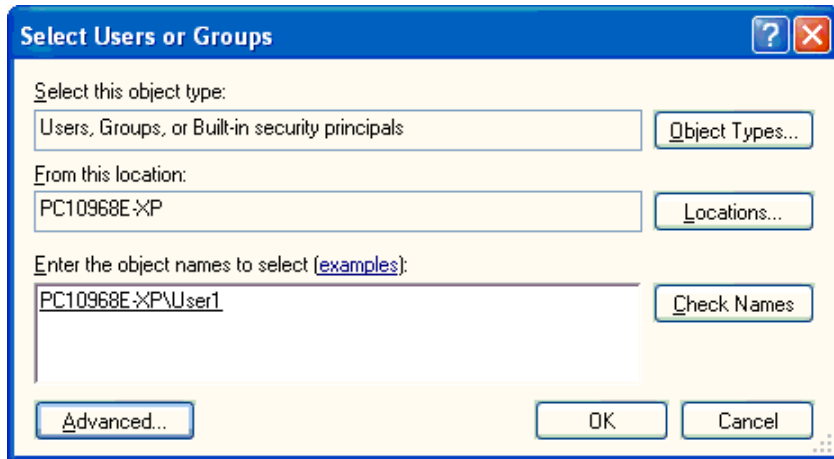 Select Users or Groups
Select this object type:
Users, Groups, or Built-in security principals
Object Types...
From this location:
PC10968E-XP
Locations...
Enter the object names to select (examples):
PC10968E-XP\User1
Check Names
Advanced...
OK
Cancel